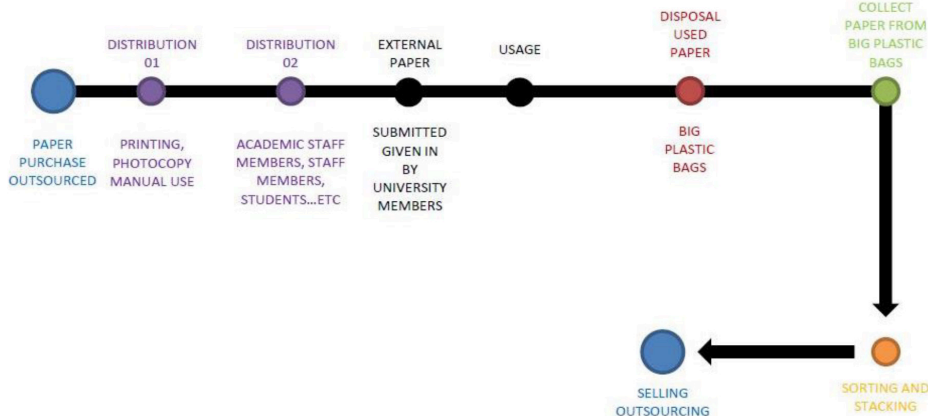 PAPER
PURCHASE
OUTSOURCED
DISTRIBUTION
01
PRINTING,
PHOTOCOPY
MANUAL USE
DISTRIBUTION
02
ACADEMIC STAFF
MEMBERS, STAFF
MEMBERS,
STUDENTS...ETC
EXTERNAL
PAPER
SUBMITTED
GIVEN IN
BY
UNIVERSITY
MEMBERS
USAGE
DISPOSAL
USED
PAPER
BIG
PLASTIC
BAGS
COLLECT
PAPER FROM
BIG PLASTIC
BAGS
SORTING AND
STACKING
SELLING
OUTSOURCING